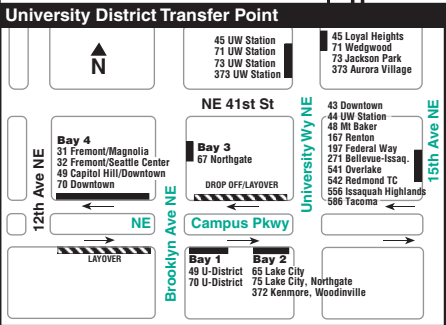 University District Transfer Point
45 UW Station
71 UW Station
73 UW Station
373 UW Station
45 Loyal Heights
71 Wedgwood
73 Jackson Park
373 Aurora Village
N
NE 41st St
12th Ave NE
Bay 4
31 Fremont/Magnolia
32 Fremont/Seattle Center
49 Capitol Hill/Downtown
70 Downtown
Brooklyn Ave NE
Bay 3
67 Northgate
DROP OFF/LAYOVER
University Wy NE
43 Downtown
44 UW Station
48 Mt Baker
167 Renton
197 Federal Way
271 Bellevue-Issaq.
541 Overlake
542 Redmond TC
556 Issaquah Highlands
586 Tacoma
15th Ave NE
NE Campus Pkwy
LAYOVER
Bay 1
49 U-District
70 U-District
Bay 2
65 Lake City
75 Lake City, Northgate
372 Kenmore, Woodinville